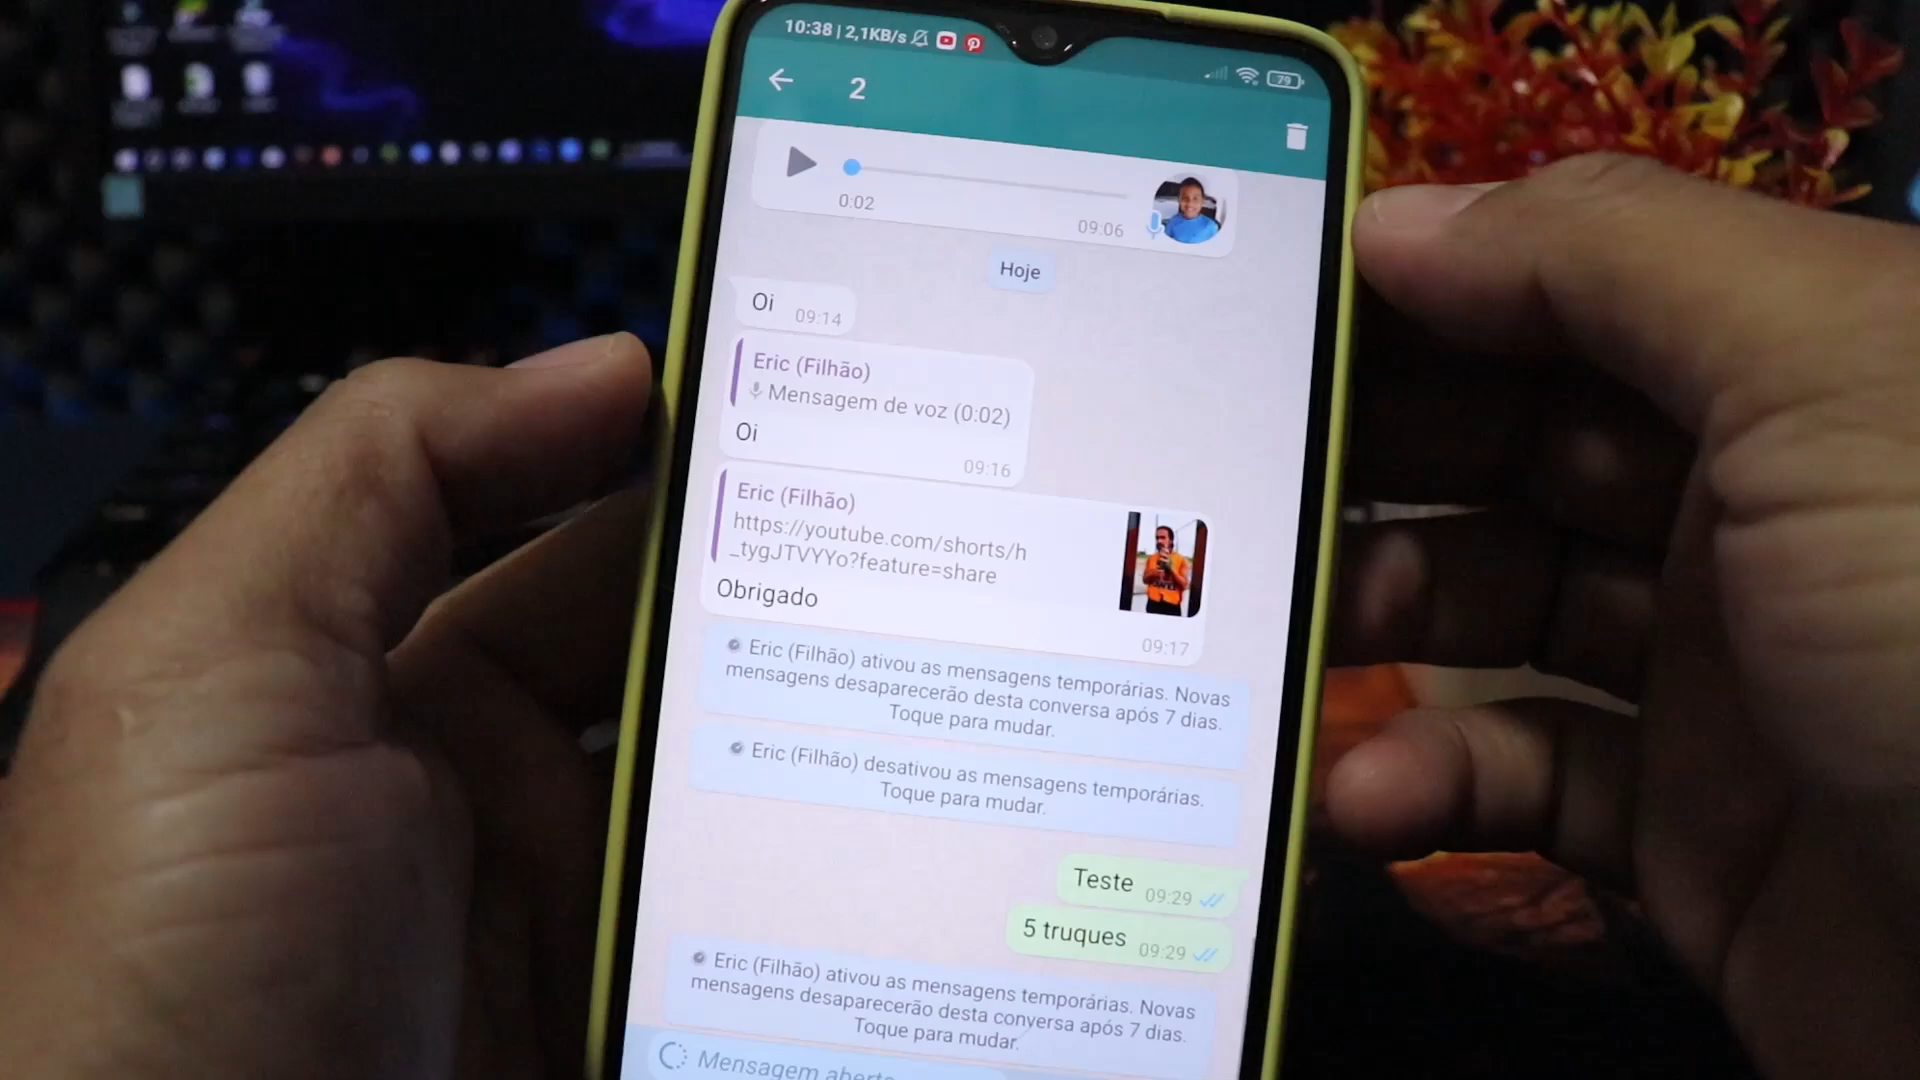 10:38 | 2,1KB/s
79
2
0:02
09:06
Hoje
Oi 09:14
Eric (Filhão)
Mensagem de voz (0:02)
Oi
09:16
Eric (Filhão)
https://youtube.com/shorts/h
_tygJTVYYo?feature=share
Obrigado
09:17
Eric (Filhão) ativou as mensagens temporárias. Novas
mensagens desaparecerão desta conversa após 7 dias.
Toque para mudar.
Eric (Filhão) desativou as mensagens temporárias.
Toque para mudar.
Teste 09:29
5 truques 09:29
Eric (Filhão) ativou as mensagens temporárias. Novas
mensagens desaparecerão desta conversa após 7 dias.
Toque para mudar.
Mensagem aberta